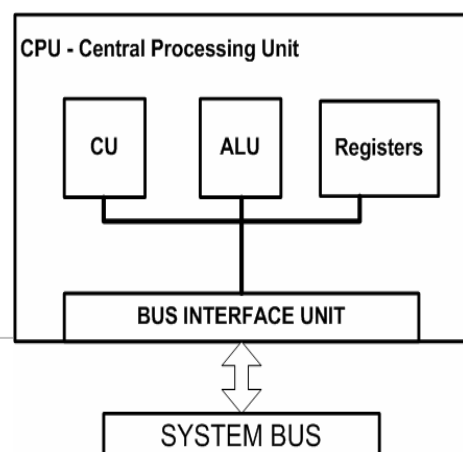 CPU - Central Processing Unit
CU
ALU
Registers
BUS INTERFACE UNIT
SYSTEM BUS